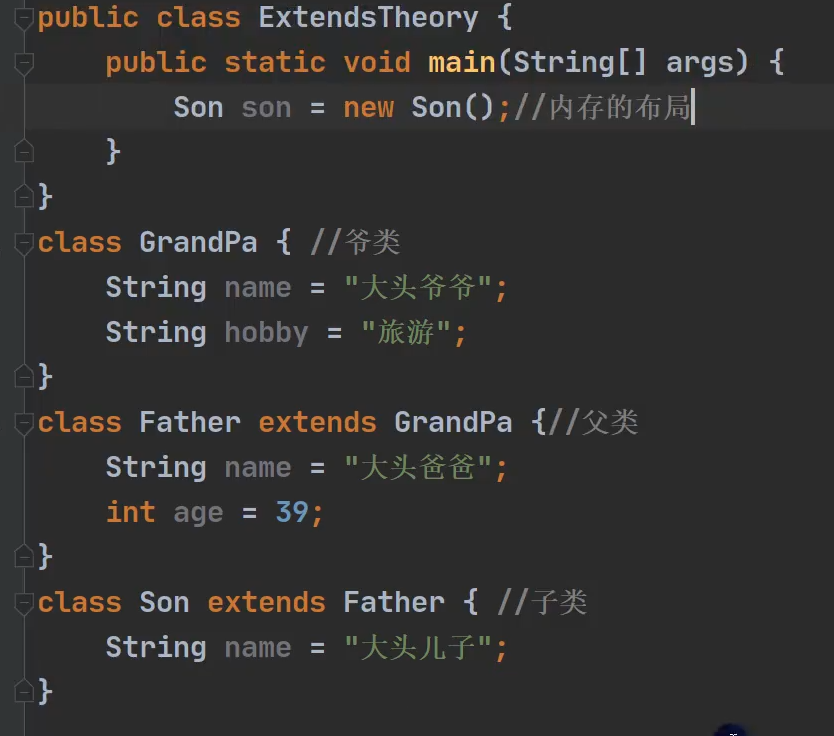 public class ExtendsTheory {
    public static void main(String[] args) {
        Son son = new Son();//内存的布局
    }
}
class GrandPa { //爷类
    String name = "大头爷爷";
    String hobby = "旅游";
}
class Father extends GrandPa {//父类
    String name = "大头爸爸";
    int age = 39;
}
class Son extends Father { //子类
    String name = "大头儿子";
}